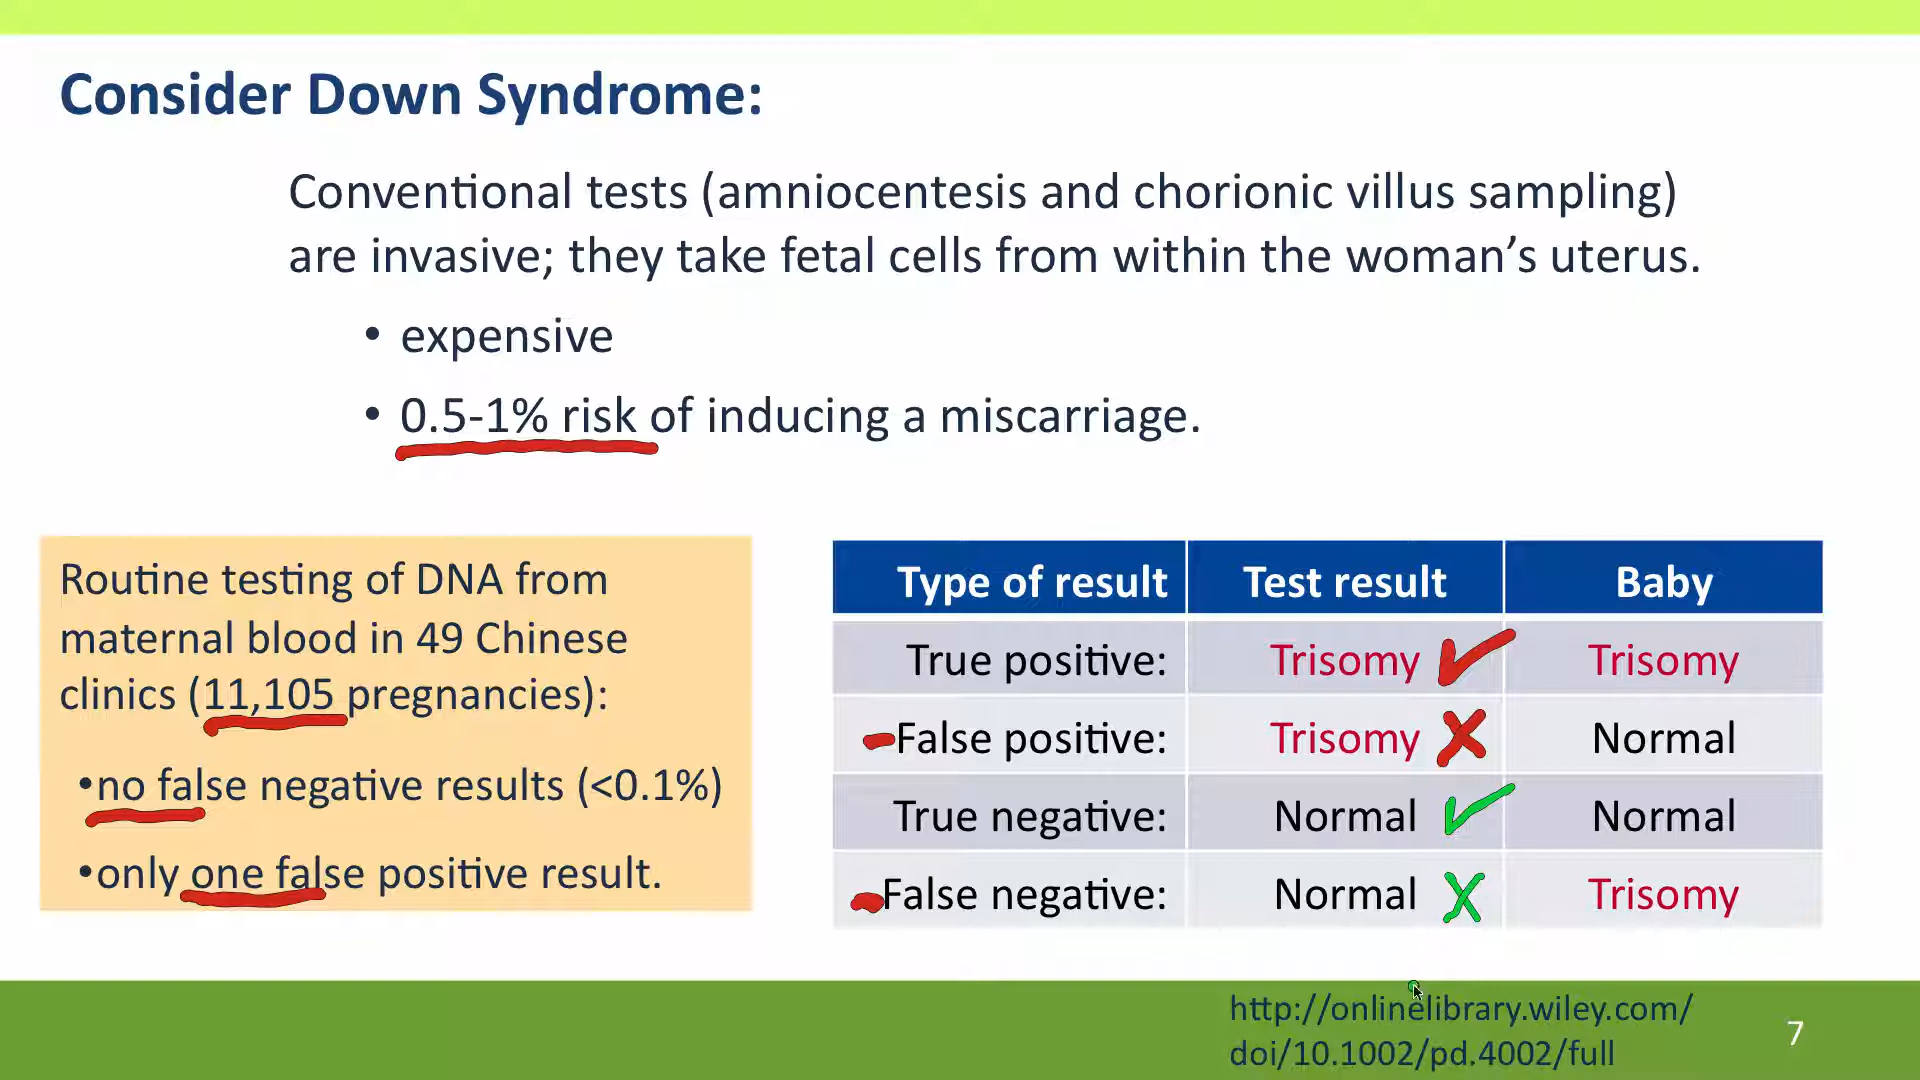 Consider Down Syndrome:
Conventional tests (amniocentesis and chorionic villus sampling)
are invasive; they take fetal cells from within the woman’s uterus.
• expensive
• 0.5-1% risk of inducing a miscarriage.
Routine testing of DNA from
maternal blood in 49 Chinese
clinics (11,105 pregnancies):
•no false negative results (<0.1%)
•only one false positive result.
Type of result Test result Baby
True positive: Trisomy Trisomy
False positive: Trisomy Normal
True negative: Normal Normal
False negative: Normal Trisomy
http://onlinelibrary.wiley.com/
doi/10.1002/pd.4002/full
7